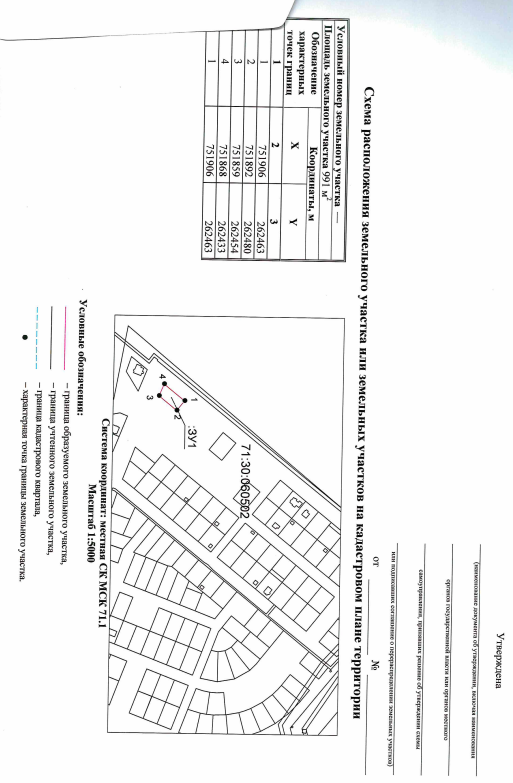 Утверждена
(наименование документа об утверждении, включая наименования
органов государственной власти или органов местного
самоуправления, принявших решение об утверждении схемы
или подписавших соглашение о перераспределении земельных участков)
от № 
Схема расположения земельного участка или земельных участков на кадастровом плане территории
Условный номер земельного участка —
Площадь земельного участка 991 м²
Обозначение характерных точек границ
Координаты, м
X Y
1 2 3
1 751906 262463
2 751892 262480
3 751859 262454
4 751868 262433
1 751906 262463
71:30:060502
:ЗУ1
1
2
3
4
Система координат: местная СК МСК 71.1
Масштаб 1:5000
Условные обозначения:
– граница образуемого земельного участка,
– граница учтенного земельного участка,
– граница кадастрового квартала,
– характерная точка границы земельного участка.